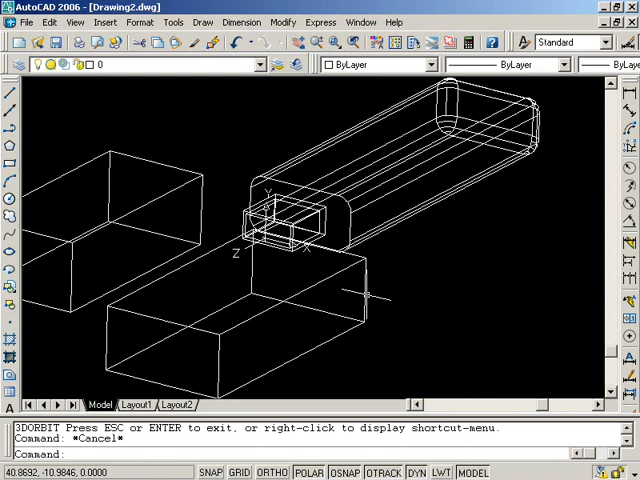 AutoCAD 2006 - [Drawing2.dwg]
File Edit View Insert Format Tools Draw Dimension Modify Express Window Help
Standard
0 ByLayer ByLayer
Y
Z X
Model Layout1 Layout2
3DORBIT Press ESC or ENTER to exit, or right-click to display shortcut-menu.
Command: *Cancel*
Command:
40.8692, -10.9846, 0.0000 SNAP GRID ORTHO POLAR OSNAP OTRACK DYN LWT MODEL